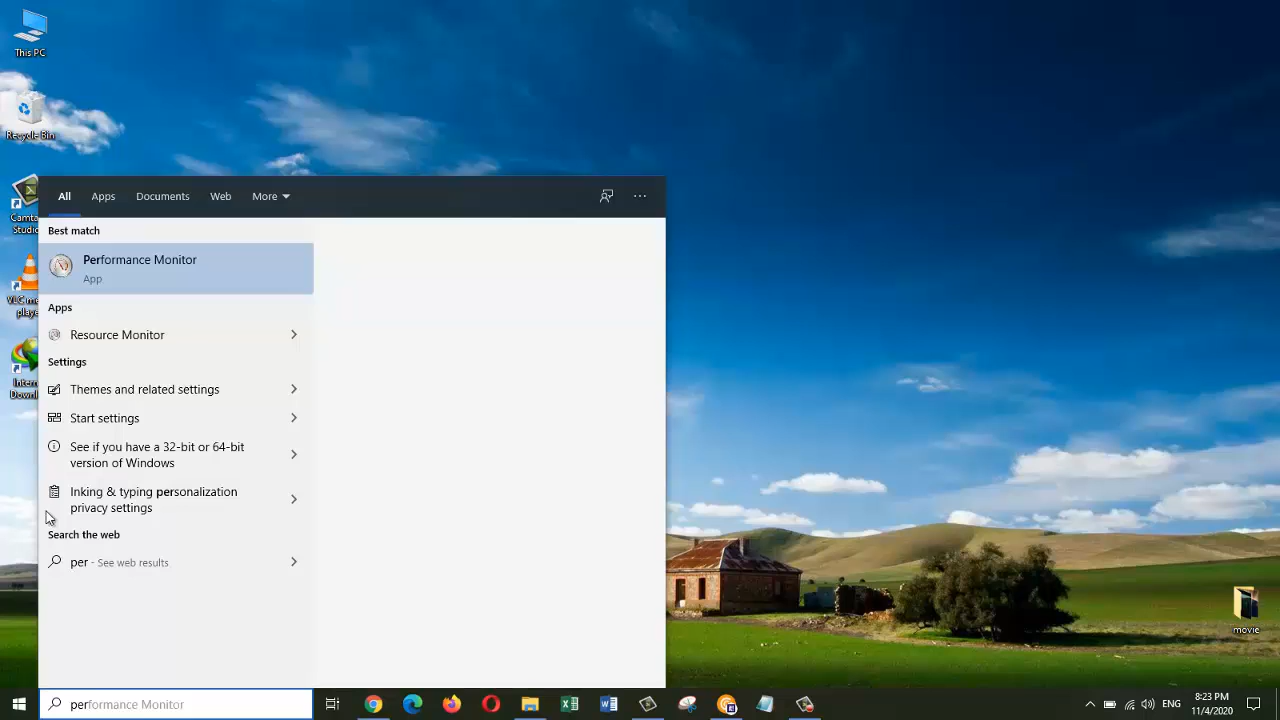 This PC
Recycle Bin
Camta
Studio
VLC me
playe
Intern
Downl
All
Apps
Documents
Web
More
Best match
Performance Monitor
App
Apps
Resource Monitor
Settings
Themes and related settings
Start settings
See if you have a 32-bit or 64-bit
version of Windows
Inking & typing personalization
privacy settings
Search the web
per - See web results
movie
performance Monitor
ENG
8:23 PM
11/4/2020